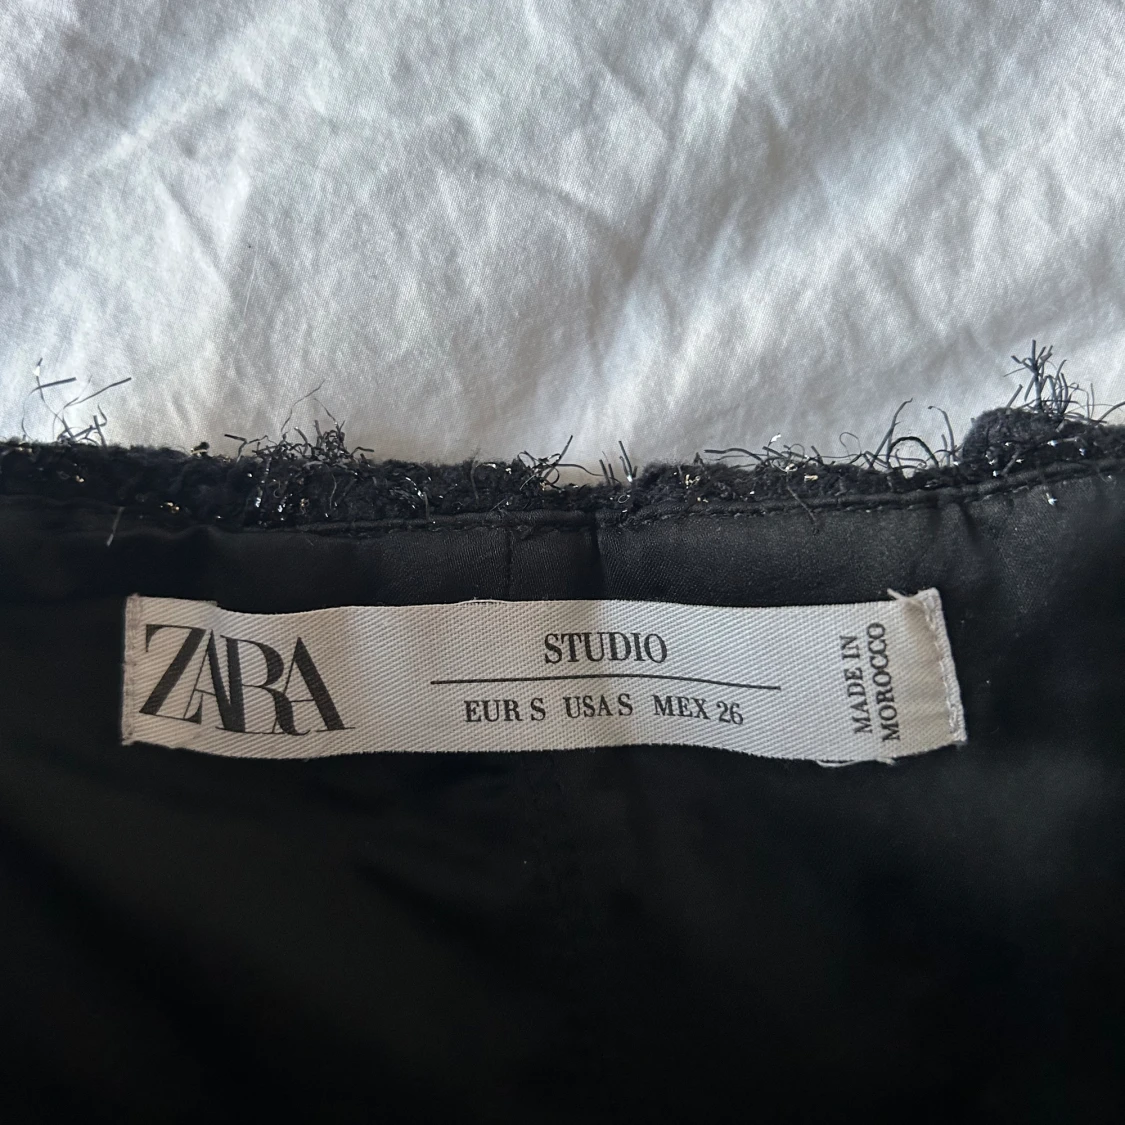 ZARA
STUDIO
EUR S USA S MEX 26
MADE IN
MOROCCO